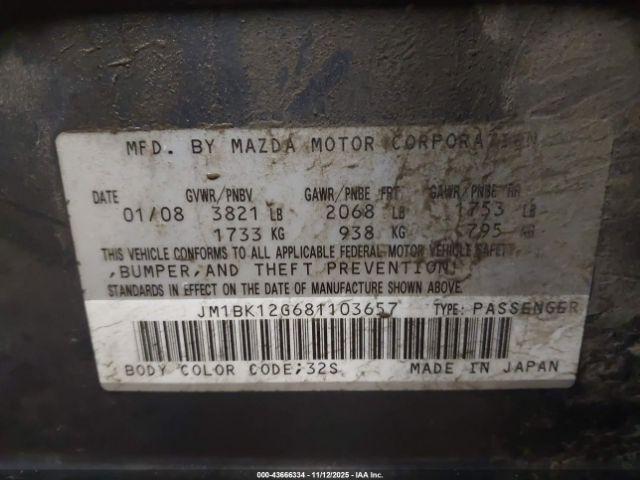 MFD. BY MAZDA MOTOR CORPORATION
DATE GVWR/PNBV GAWR/PNBE FRT GAWR/PNBE RR
01/08 3821 LB 2068 LB 1753 LB
1733 KG 938 KG 795 KG
THIS VEHICLE CONFORMS TO ALL APPLICABLE FEDERAL MOTOR VEHICLE SAFETY
,BUMPER,AND THEFT PREVENTION
STANDARDS IN EFFECT ON THE DATE OF MANUFACTURE SHOWN ABOVE.
JM1BK12G681103657 TYPE: PASSENGER
BODY COLOR CODE;32S MADE IN JAPAN
000-43666334 - 11/12/2025 - IAA Inc.